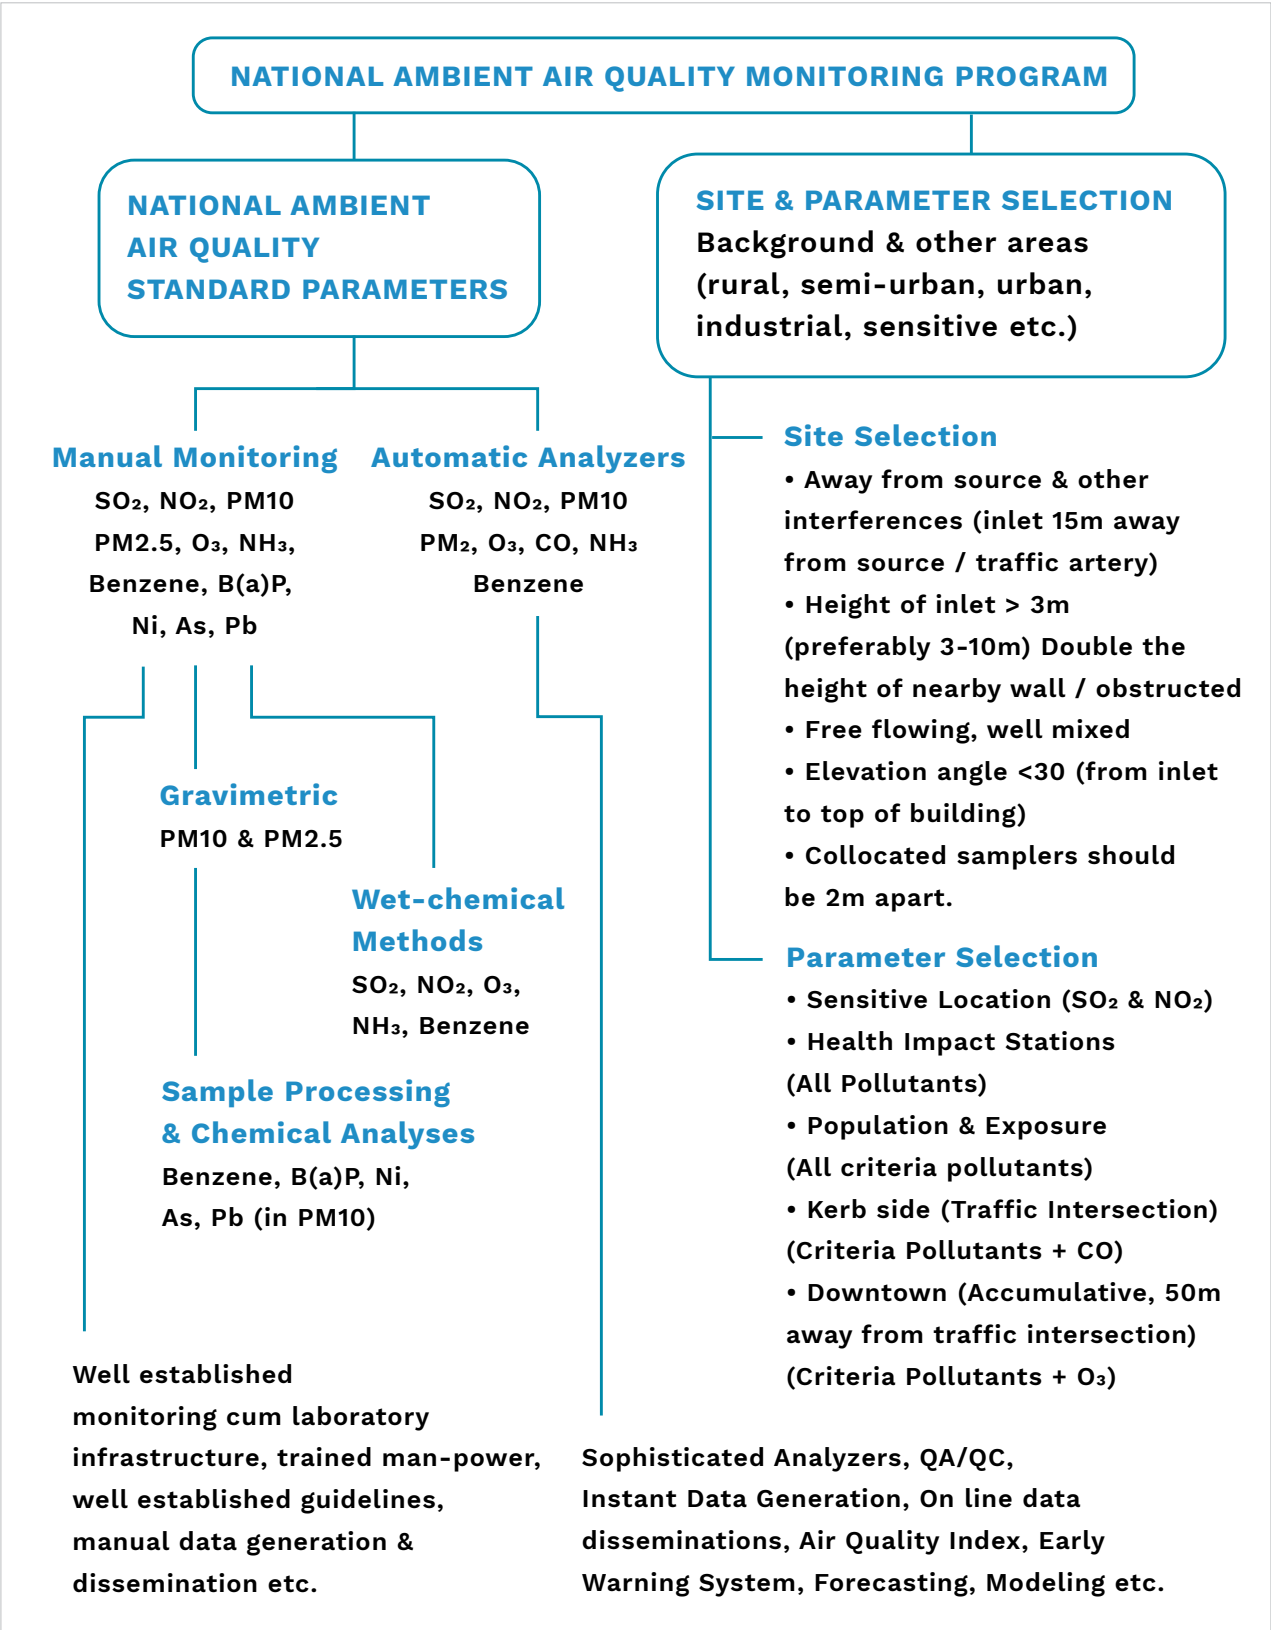 NATIONAL AMBIENT AIR QUALITY MONITORING PROGRAM
NATIONAL AMBIENT
AIR QUALITY
STANDARD PARAMETERS
SITE & PARAMETER SELECTION
Background & other areas
(rural, semi-urban, urban,
industrial, sensitive etc.)
Manual Monitoring
SO₂, NO₂, PM10
PM2.5, O₃, NH₃,
Benzene, B(a)P,
Ni, As, Pb
Automatic Analyzers
SO₂, NO₂, PM10
PM₂, O₃, CO, NH₃
Benzene
Gravimetric
PM10 & PM2.5
Wet-chemical
Methods
SO₂, NO₂, O₃,
NH₃, Benzene
Sample Processing
& Chemical Analyses
Benzene, B(a)P, Ni,
As, Pb (in PM10)
Well established
monitoring cum laboratory
infrastructure, trained man-power,
well established guidelines,
manual data generation &
dissemination etc.
Sophisticated Analyzers, QA/QC,
Instant Data Generation, On line data
disseminations, Air Quality Index, Early
Warning System, Forecasting, Modeling etc.
Site Selection
• Away from source & other
interferences (inlet 15m away
from source / traffic artery)
• Height of inlet > 3m
(preferably 3-10m) Double the
height of nearby wall / obstructed
• Free flowing, well mixed
• Elevation angle <30 (from inlet
to top of building)
• Collocated samplers should
be 2m apart.
Parameter Selection
• Sensitive Location (SO₂ & NO₂)
• Health Impact Stations
(All Pollutants)
• Population & Exposure
(All criteria pollutants)
• Kerb side (Traffic Intersection)
(Criteria Pollutants + CO)
• Downtown (Accumulative, 50m
away from traffic intersection)
(Criteria Pollutants + O₃)